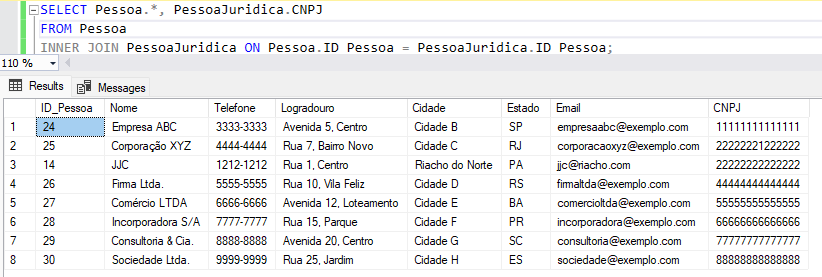 SELECT Pessoa.*, PessoaJuridica.CNPJ
FROM Pessoa
INNER JOIN PessoaJuridica ON Pessoa.ID_Pessoa = PessoaJuridica.ID_Pessoa;
110 %
Results Messages
ID_Pessoa Nome Telefone Logradouro Cidade Estado Email CNPJ
1 24 Empresa ABC 3333-3333 Avenida 5, Centro Cidade B SP empresaabc@exemplo.com 11111111111111
2 25 Corporação XYZ 4444-4444 Rua 7, Bairro Novo Cidade C RJ corporacaoxyz@exemplo.com 22222221222222
3 14 JJC 1212-1212 Rua 1, Centro Riacho do Norte PA jjc@riacho.com 22222222222222
4 26 Firma Ltda. 5555-5555 Rua 10, Vila Feliz Cidade D RS firmaltda@exemplo.com 44444444444444
5 27 Comércio LTDA 6666-6666 Avenida 12, Loteamento Cidade E BA comercioltda@exemplo.com 55555555555555
6 28 Incorporadora S/A 7777-7777 Rua 15, Parque Cidade F PR incorporadora@exemplo.com 66666666666666
7 29 Consultoria & Cia. 8888-8888 Avenida 20, Centro Cidade G SC consultoria@exemplo.com 77777777777777
8 30 Sociedade Ltda. 9999-9999 Rua 25, Jardim Cidade H ES sociedade@exemplo.com 88888888888888